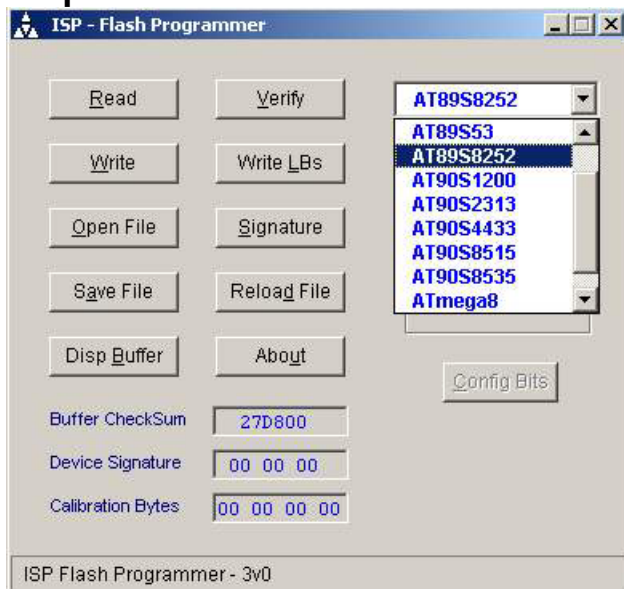 ISP - Flash Programmer
Read
Verify
AT89S8252
AT89S53
AT89S8252
AT90S1200
AT90S2313
AT90S4433
AT90S8515
AT90S8535
ATmega8
Write
Write LBs
Open File
Signature
Save File
Reload File
Disp Buffer
About
Config Bits
Buffer CheckSum
27D800
Device Signature
00 00 00
Calibration Bytes
00 00 00 00
ISP Flash Programmer - 3v0